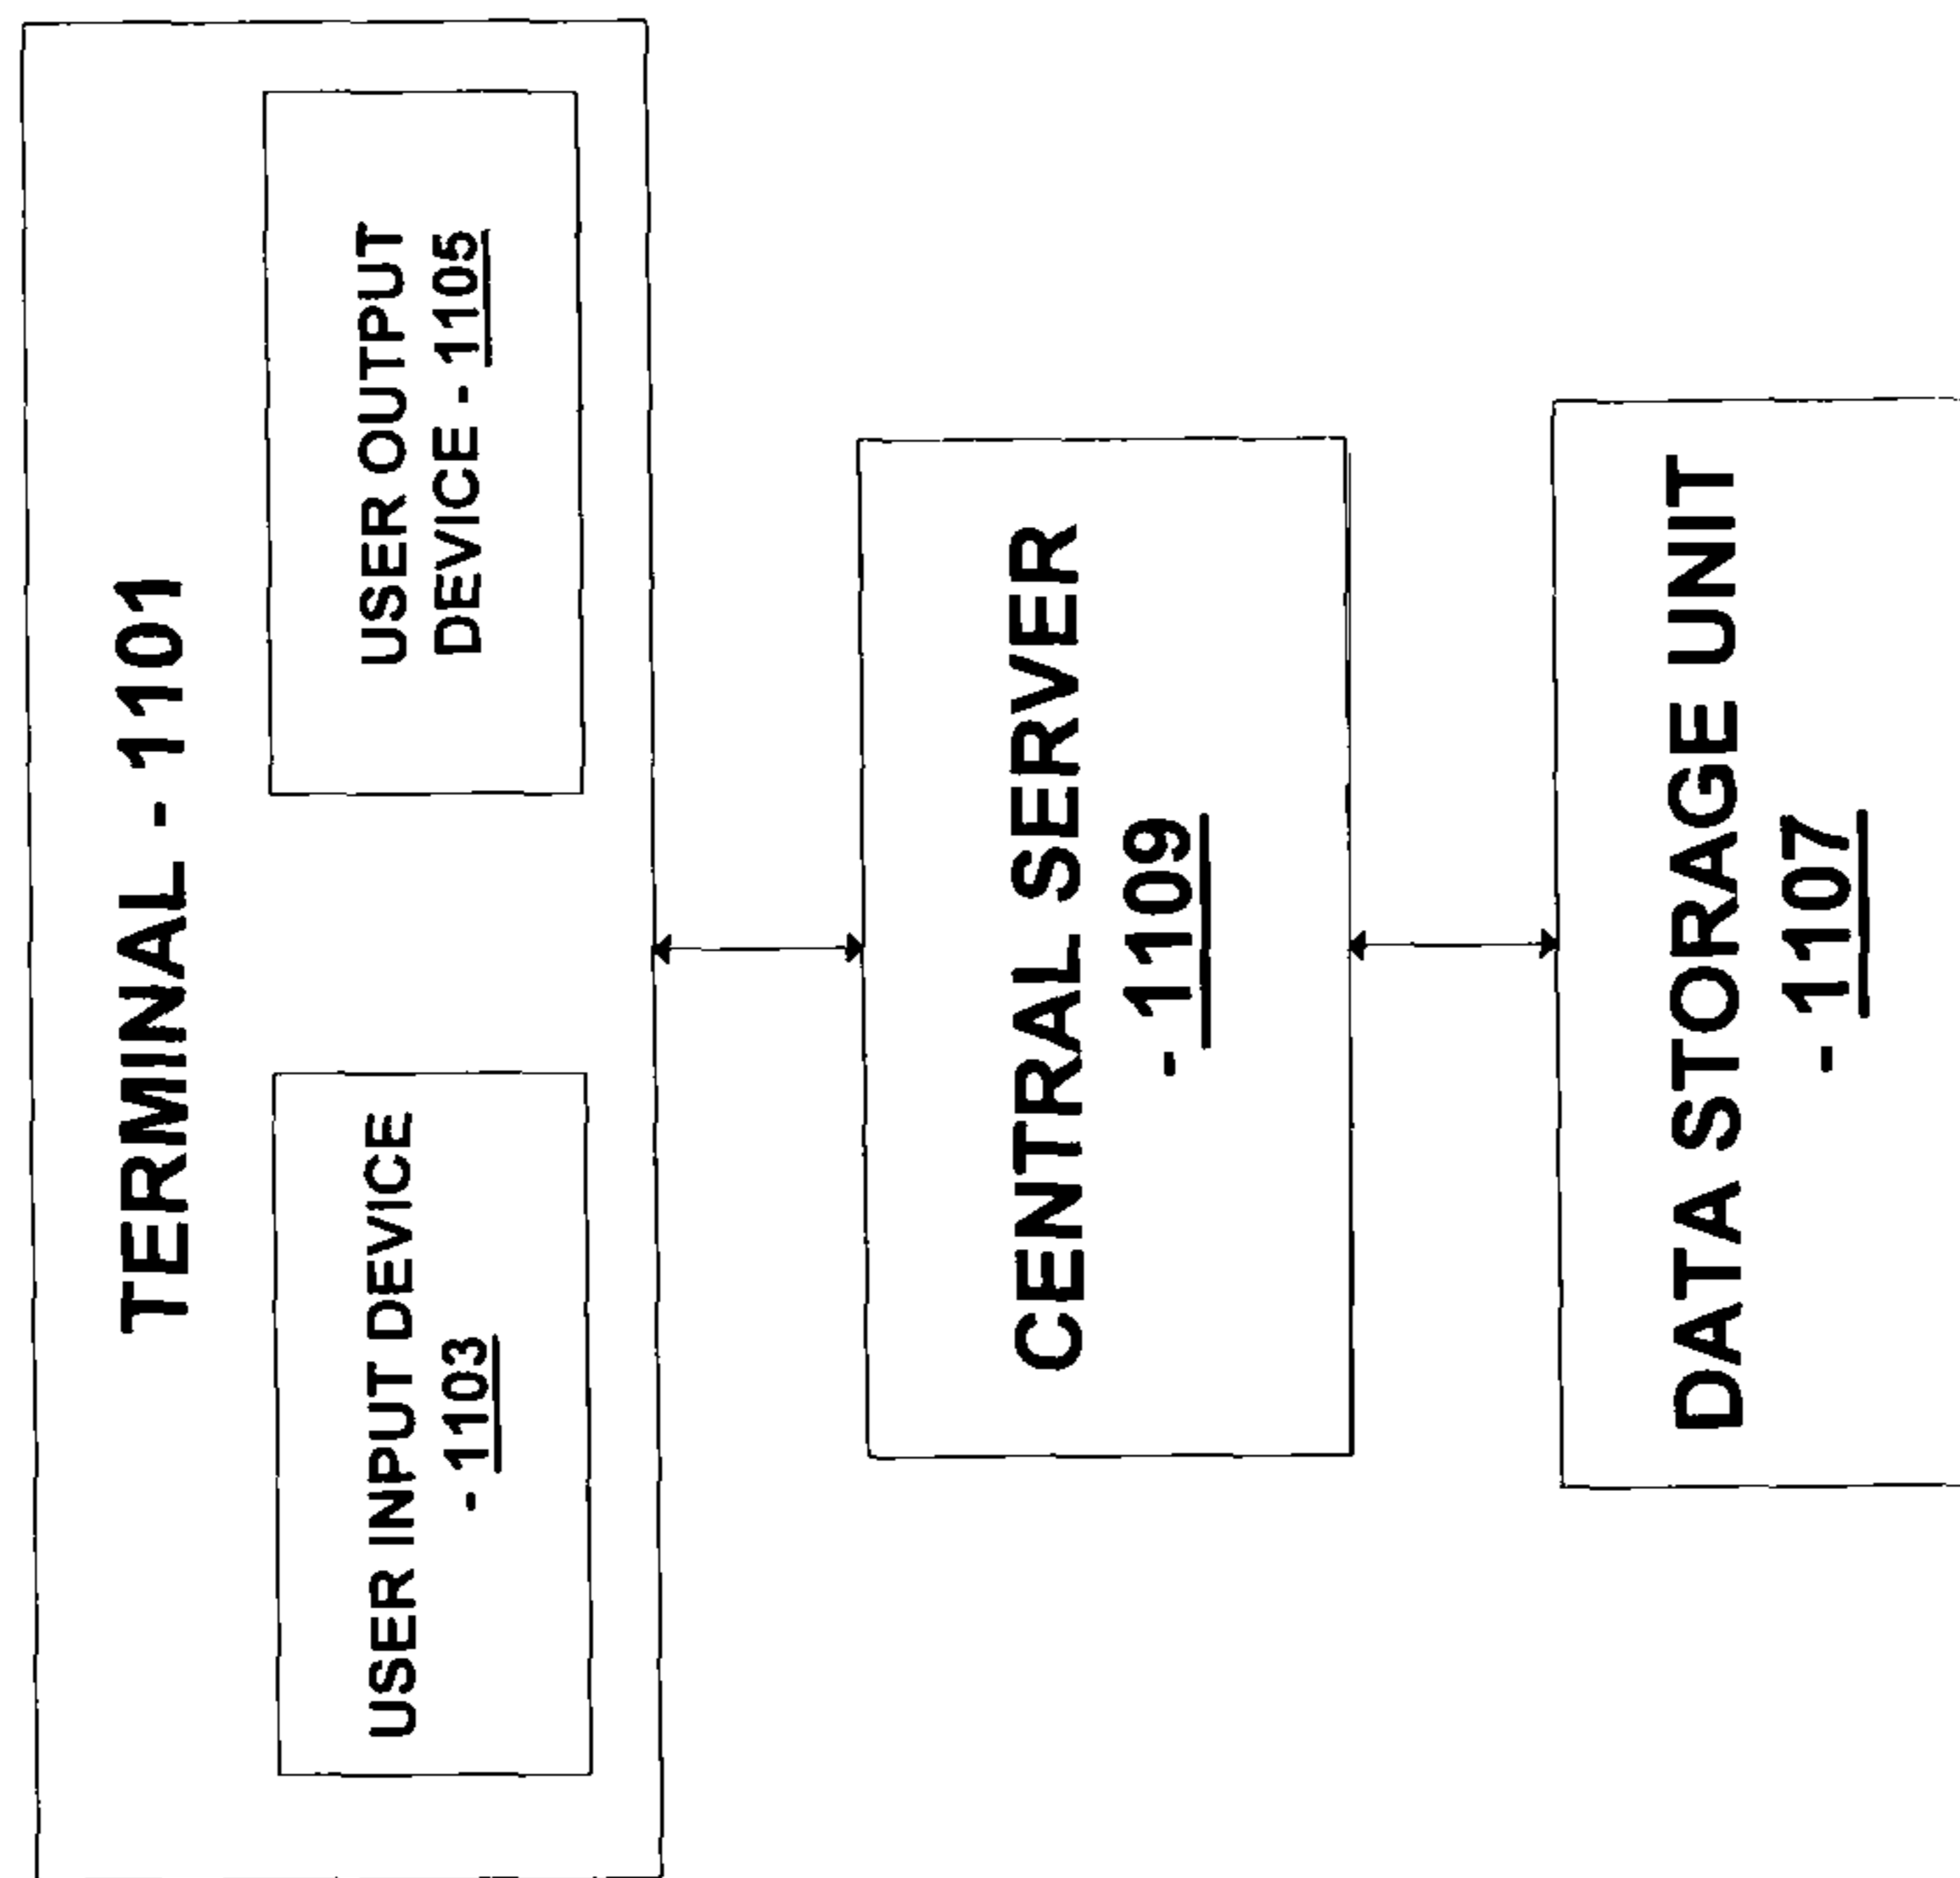 TERMINAL - 1101
USER INPUT DEVICE
- 1103
USER OUTPUT
DEVICE - 1105
CENTRAL SERVER
- 1109
DATA STORAGE UNIT
- 1107